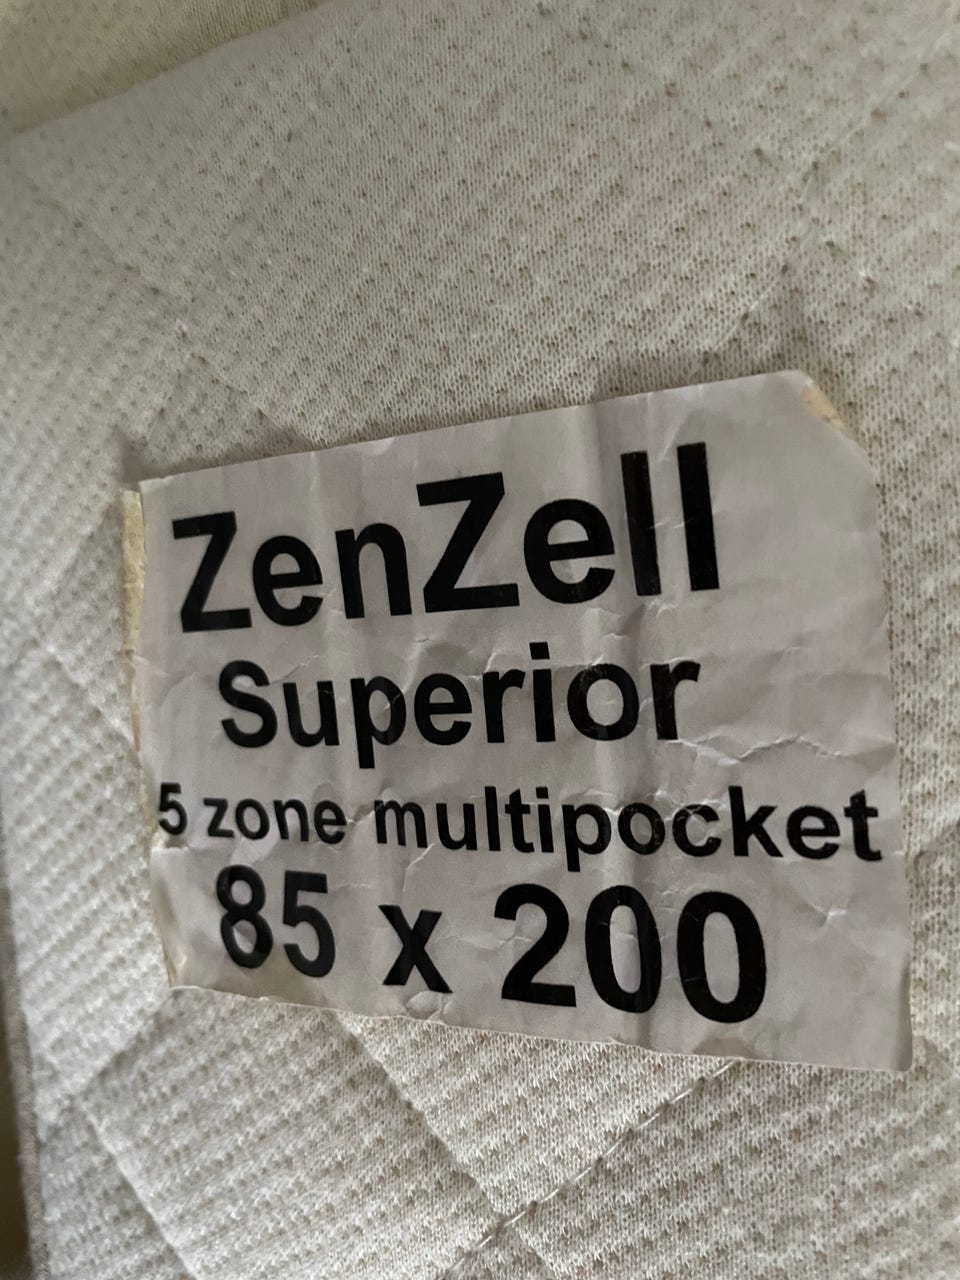 ZenZell
Superior
5 zone multipocket
85 x 200